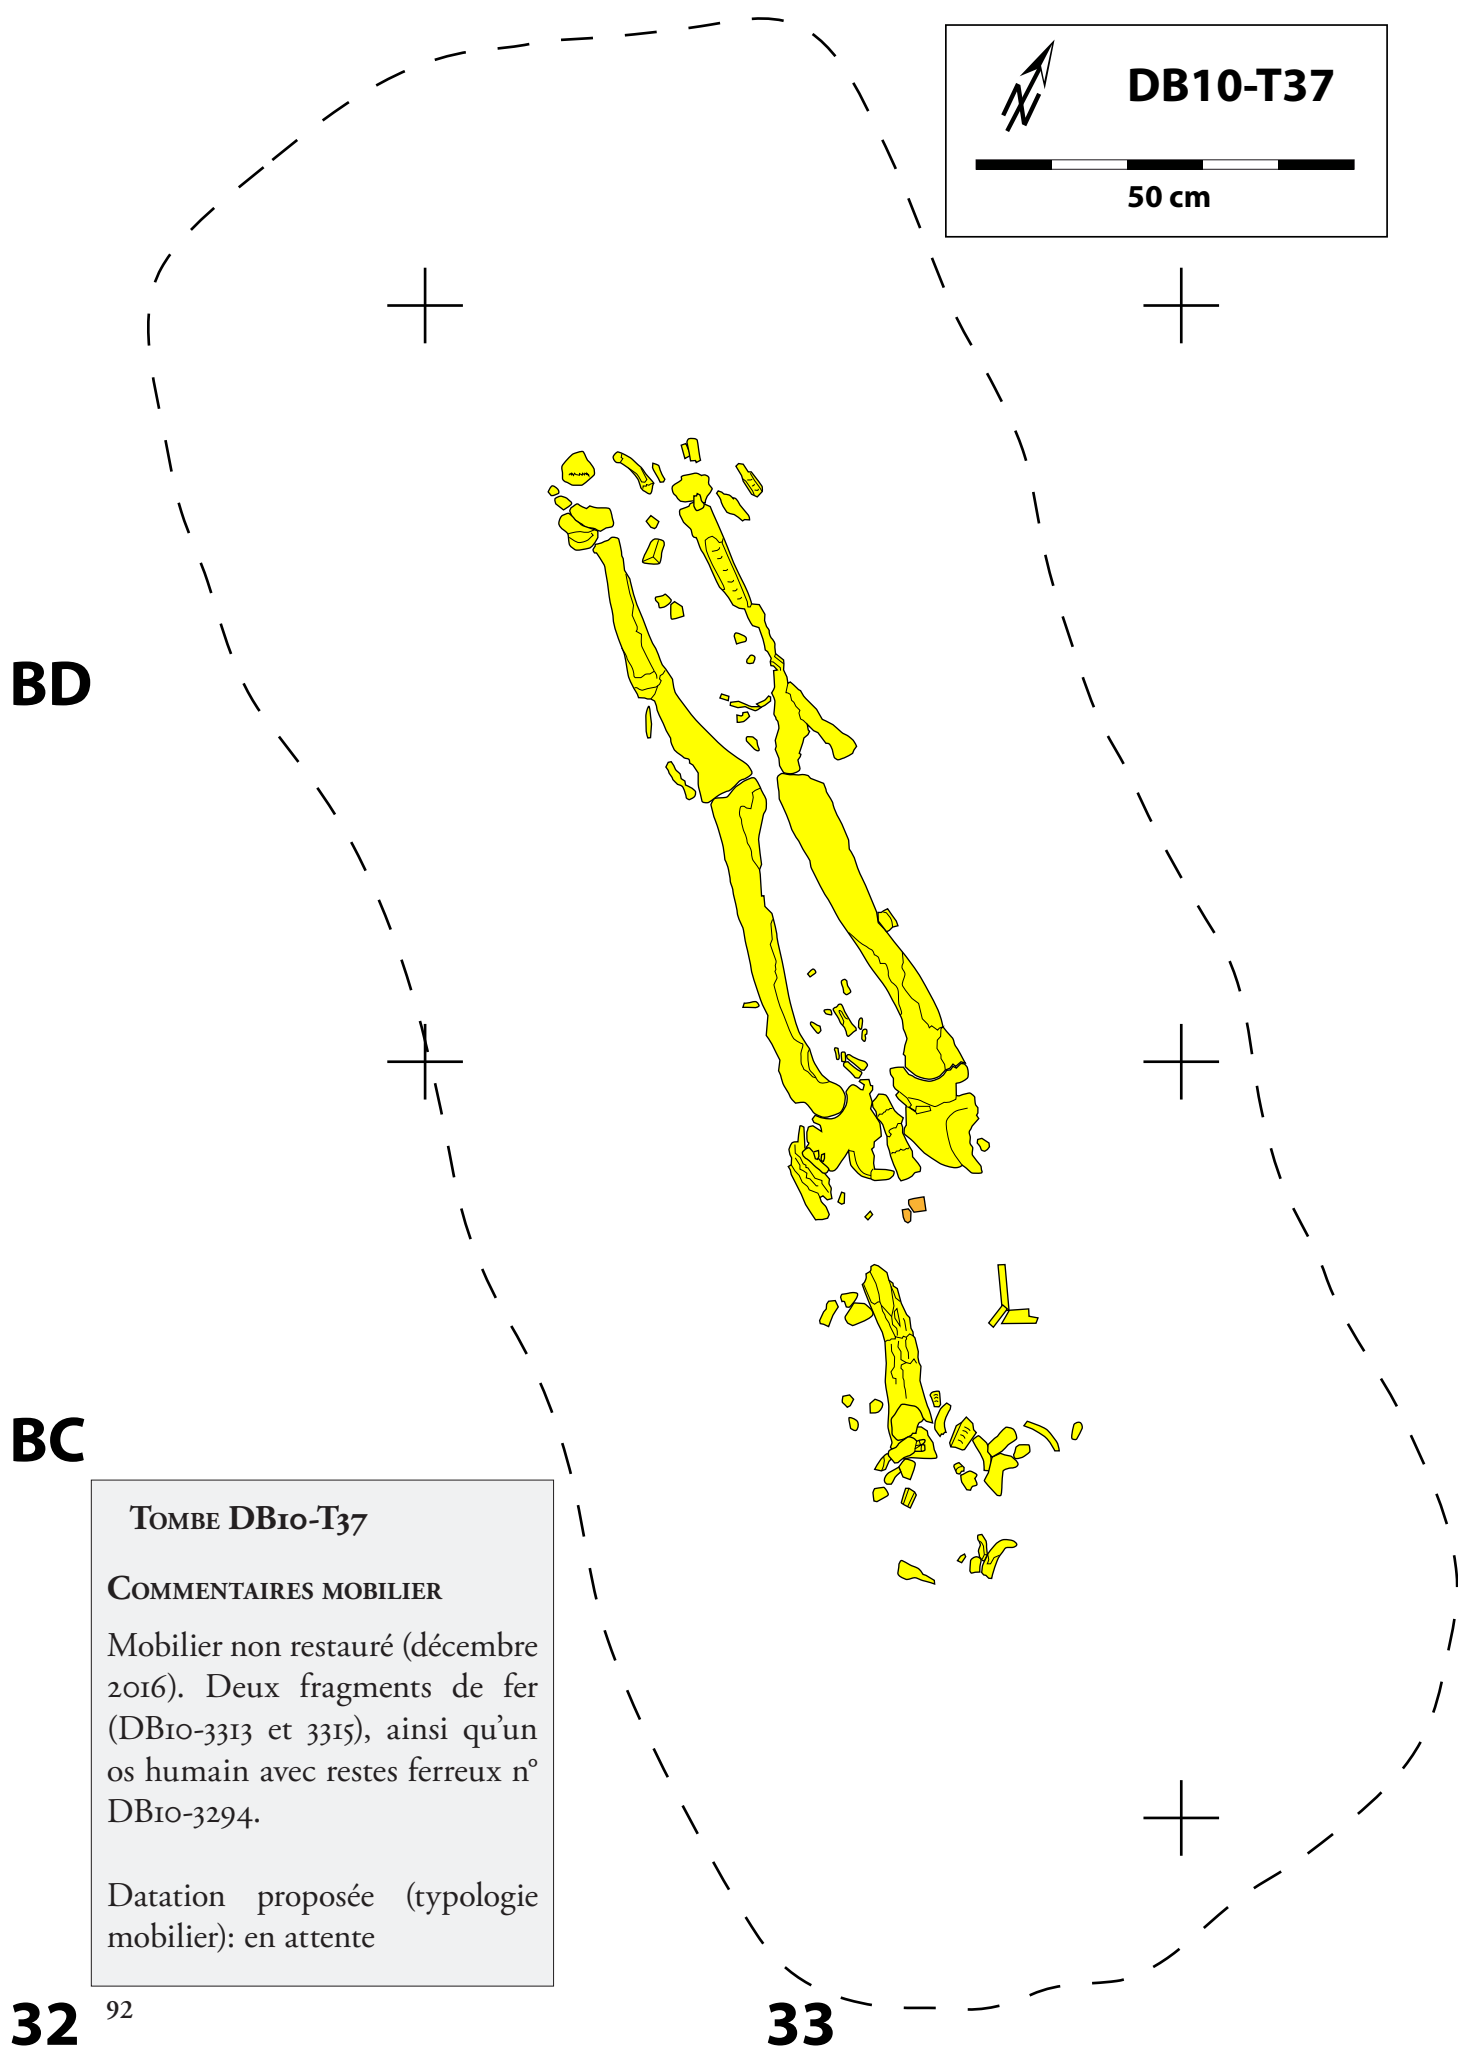 N
DB10-T37
50 cm
BD
BC
Tombe DB10-T37
Commentaires mobilier
Mobilier non restauré (décembre
2016). Deux fragments de fer
(DB10-3313 et 3315), ainsi qu'un
os humain avec restes ferreux n°
DB10-3294.
Datation proposée (typologie
mobilier): en attente
32
92
33